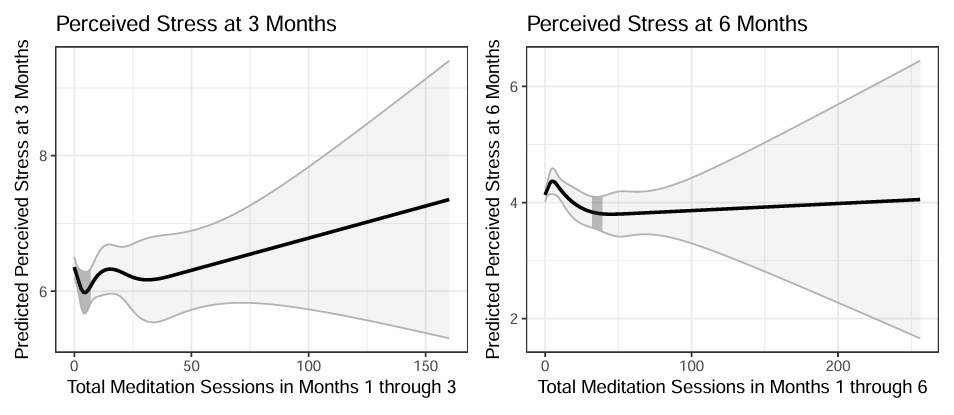 Perceived Stress at 3 Months
Predicted Perceived Stress at 3 Months
8
6
0 50 100 150
Total Meditation Sessions in Months 1 through 3
Perceived Stress at 6 Months
Predicted Perceived Stress at 6 Months
6
4
2
0 100 200
Total Meditation Sessions in Months 1 through 6